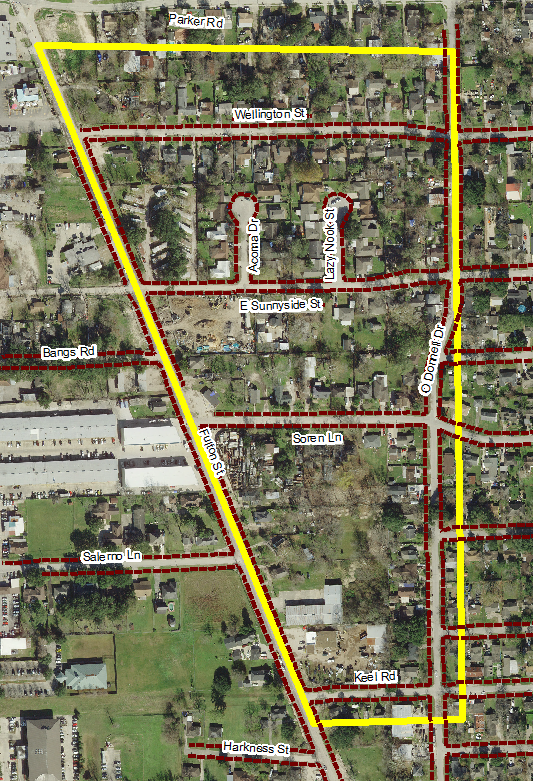 Parker Rd
Wellington St
Acoma Dr
Lazy Nook St
E Sunnyside St
O Donnell Dr
Bangs Rd
Soren Ln
Fulton St
Salerno Ln
Keel Rd
Harkness St